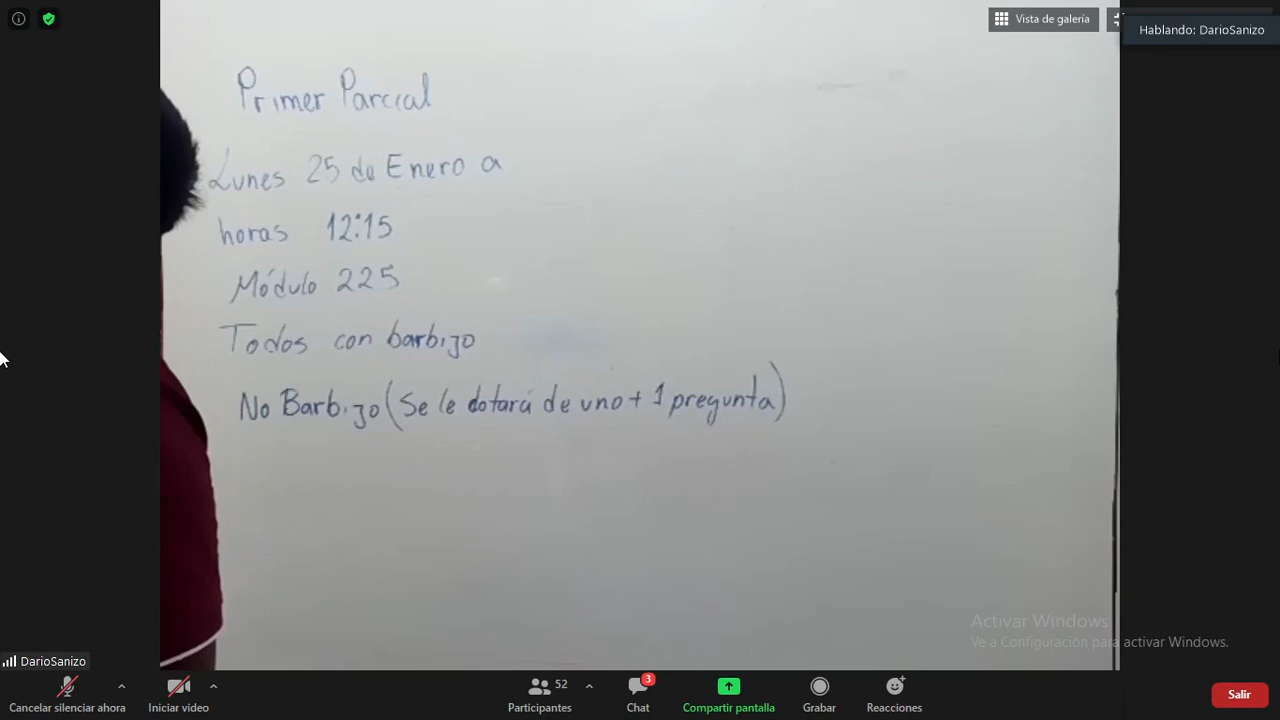 Vista de galería
Hablando: DarioSanizo
Primer Parcial
Lunes 25 de Enero a
horas 12:15
Módulo 225
Todos con barbijo
No Barbijo (Se le dotará de uno + 1 pregunta)
Activar Windows
Ve a Configuración para activar Windows.
DarioSanizo
Cancelar silenciar ahora
Iniciar video
52
Participantes
3
Chat
Compartir pantalla
Grabar
Reacciones
Salir